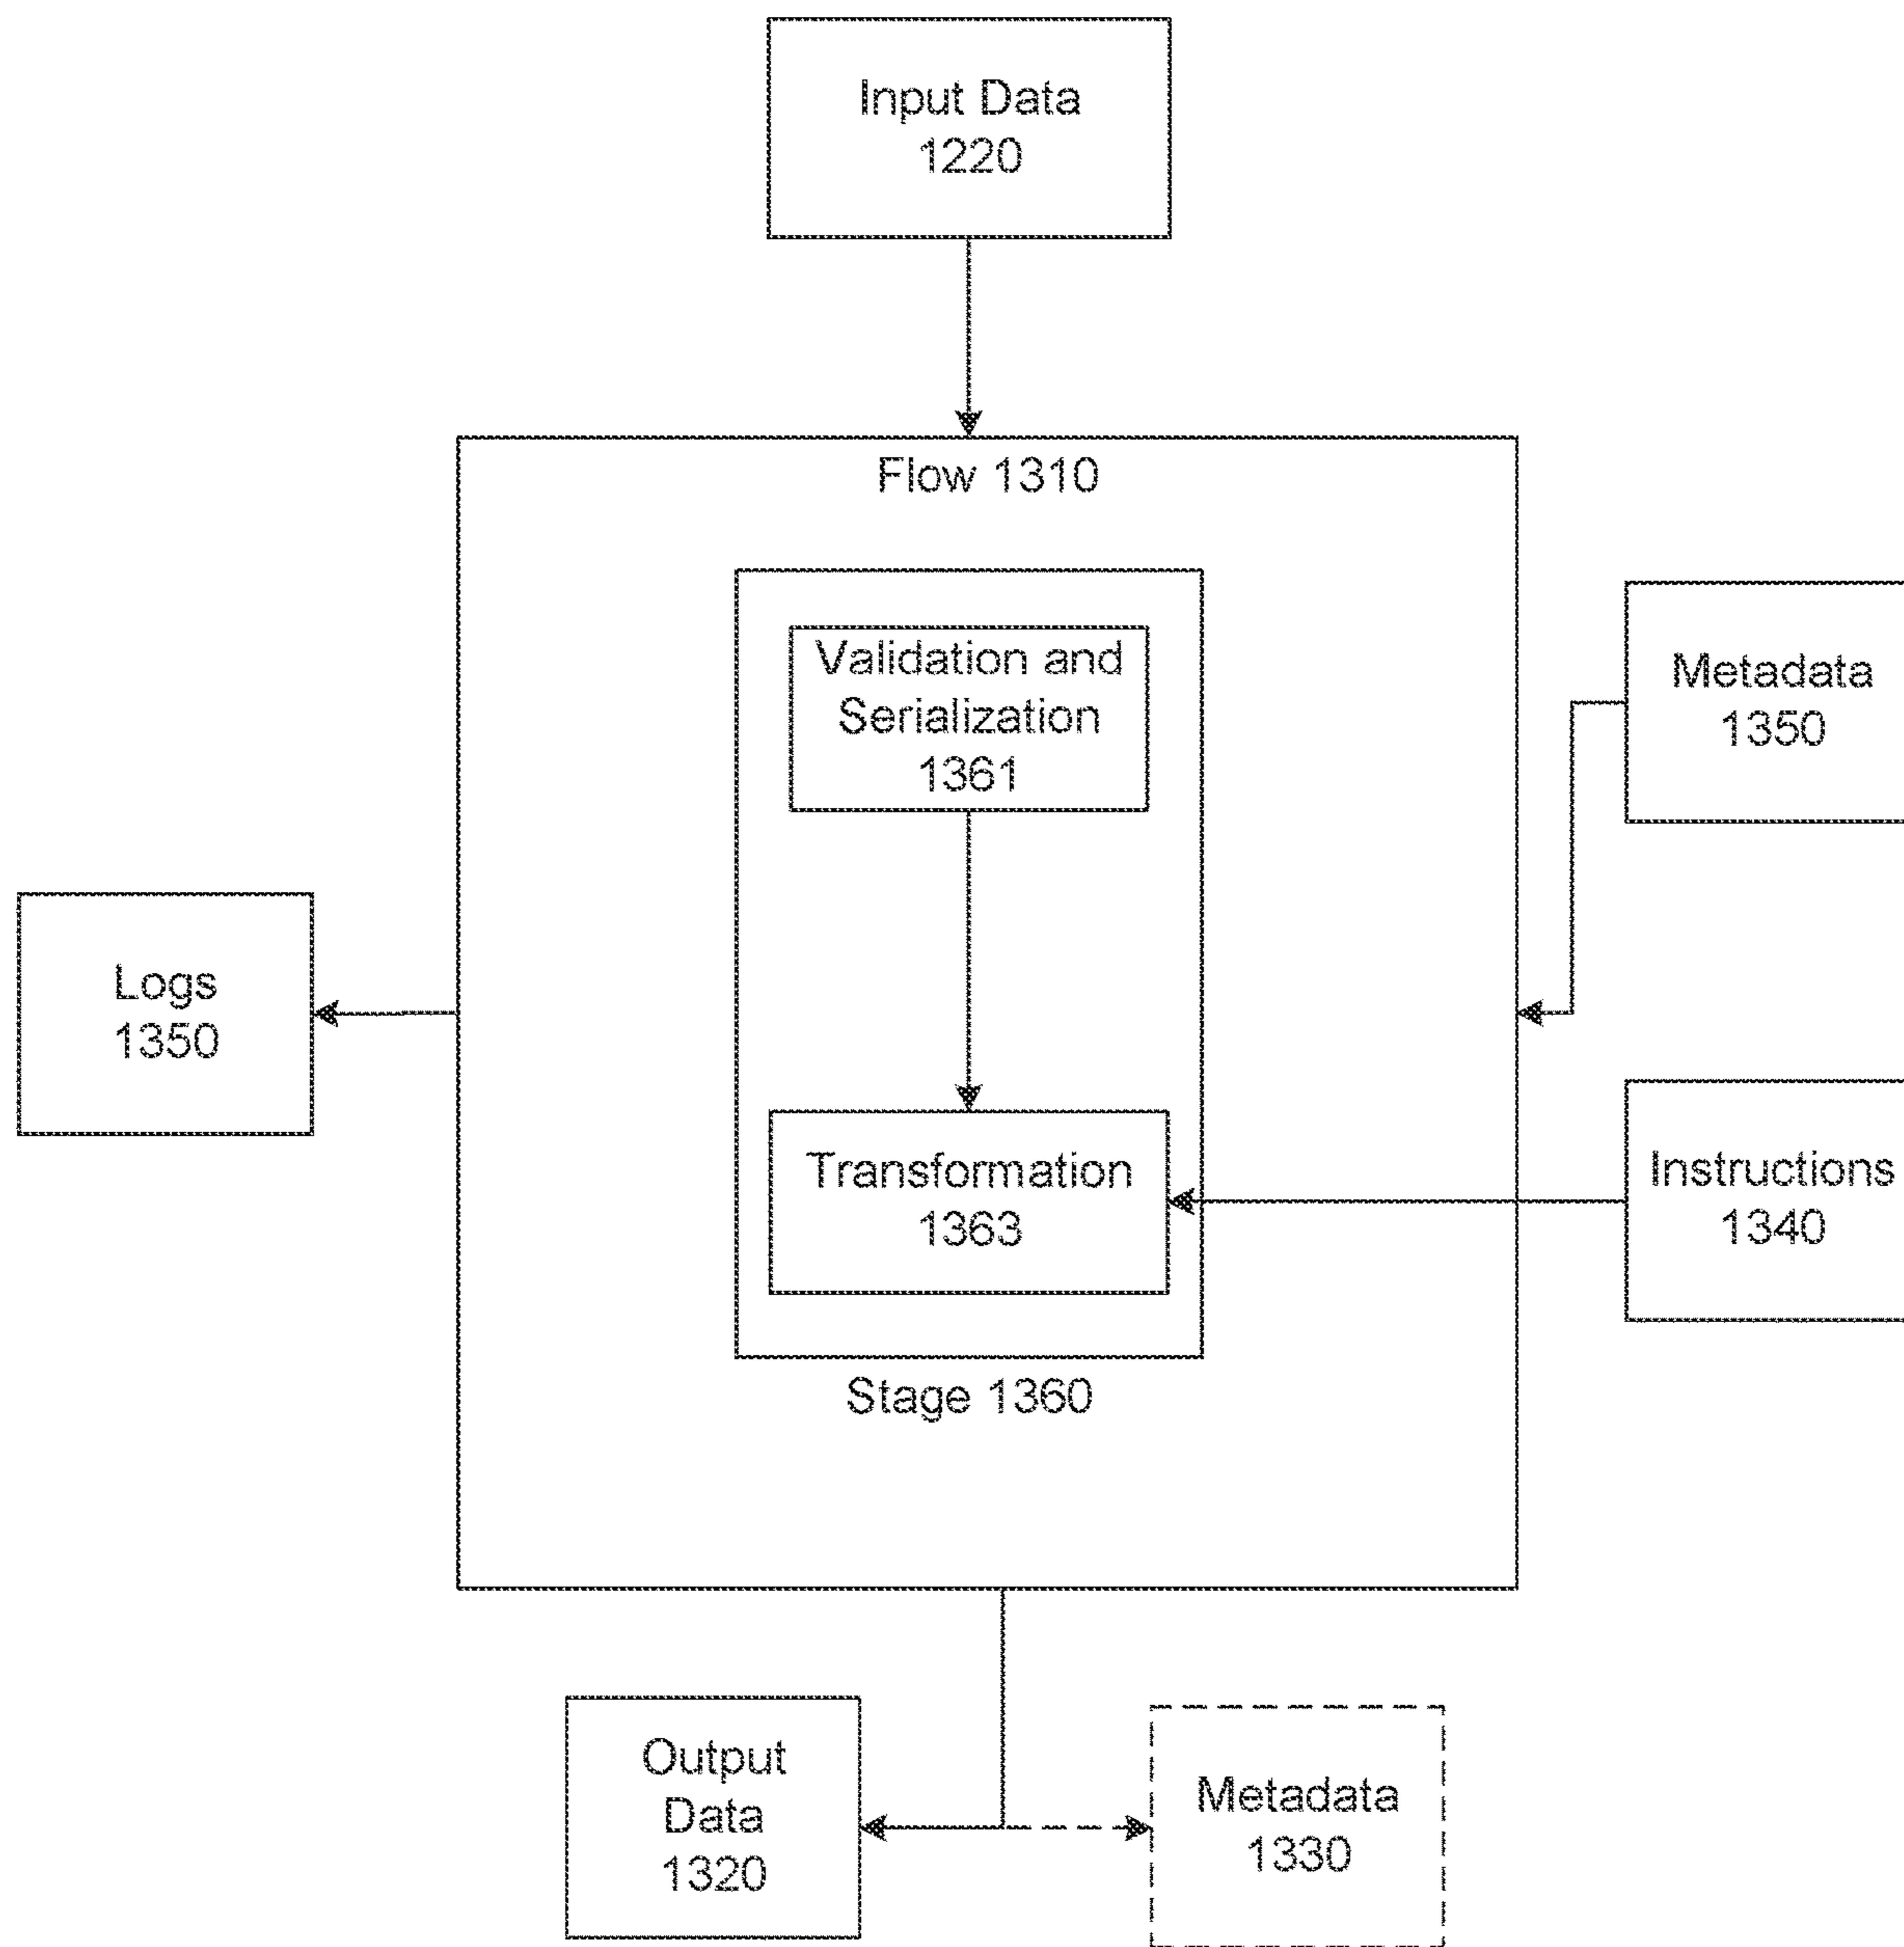 Input Data
1220
Flow 1310
Validation and
Serialization
1361
Metadata
1350
Logs
1350
Transformation
1363
Instructions
1340
Stage 1360
Output
Data
1320
Metadata
1330